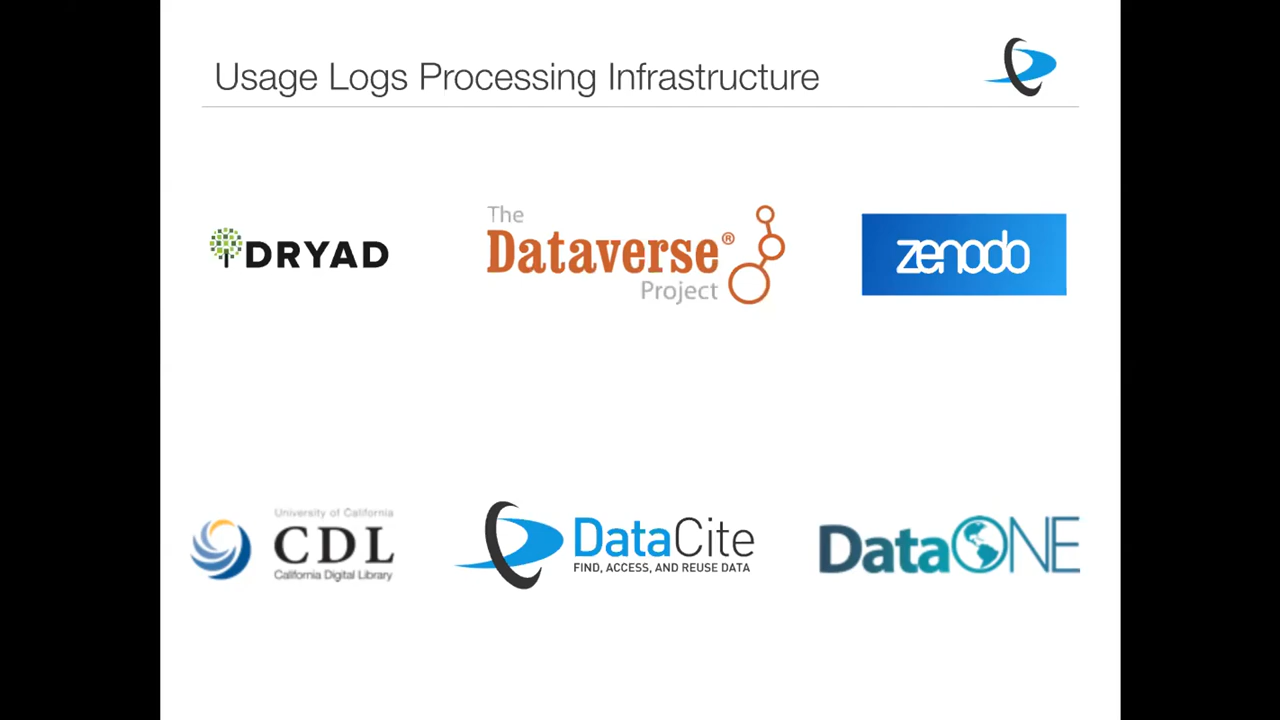 Usage Logs Processing Infrastructure
DRYAD
The
Dataverse®
Project
zenodo
University of California
CDL
California Digital Library
DataCite
FIND, ACCESS, AND REUSE DATA
DataONE